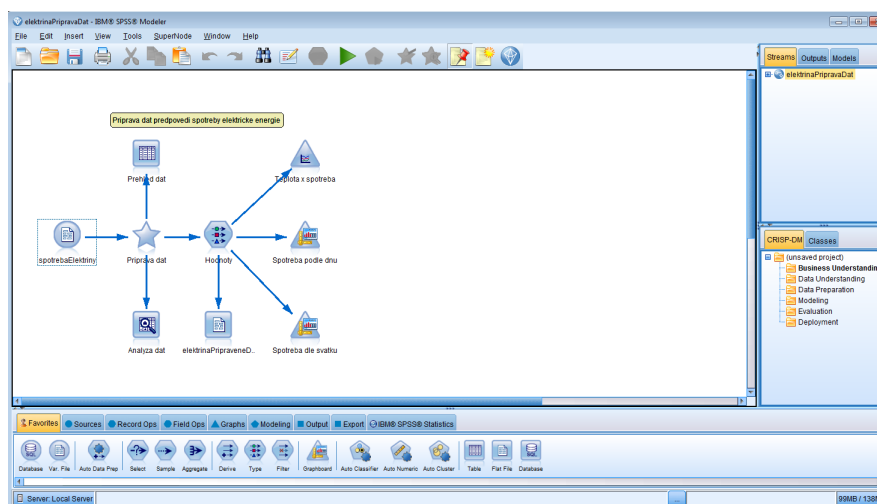 elektrinaPripravaDat - IBM® SPSS® Modeler
File Edit Insert View Tools SuperNode Window Help
Streams Outputs Models
elektrinaPripravaDat
Priprava dat predpovedi spotreby elektricke energie
Prehled dat
Teplota x spotreba
spotrebaElektriny
Priprava dat
Hodnoty
Spotreba podle dnu
Analyza dat
elektrinaPripraveneD..
Spotreba dle svatku
CRISP-DM Classes
(unsaved project)
Business Understandin
Data Understanding
Data Preparation
Modeling
Evaluation
Deployment
Favorites Sources Record Ops Field Ops Graphs Modeling Output Export IBM® SPSS® Statistics
Database Var. File Auto Data Prep Select Sample Aggregate Derive Type Filter Graphboard Auto Classifier Auto Numeric Auto Cluster Table Flat File Database
Server: Local Server
... 99MB / 138M